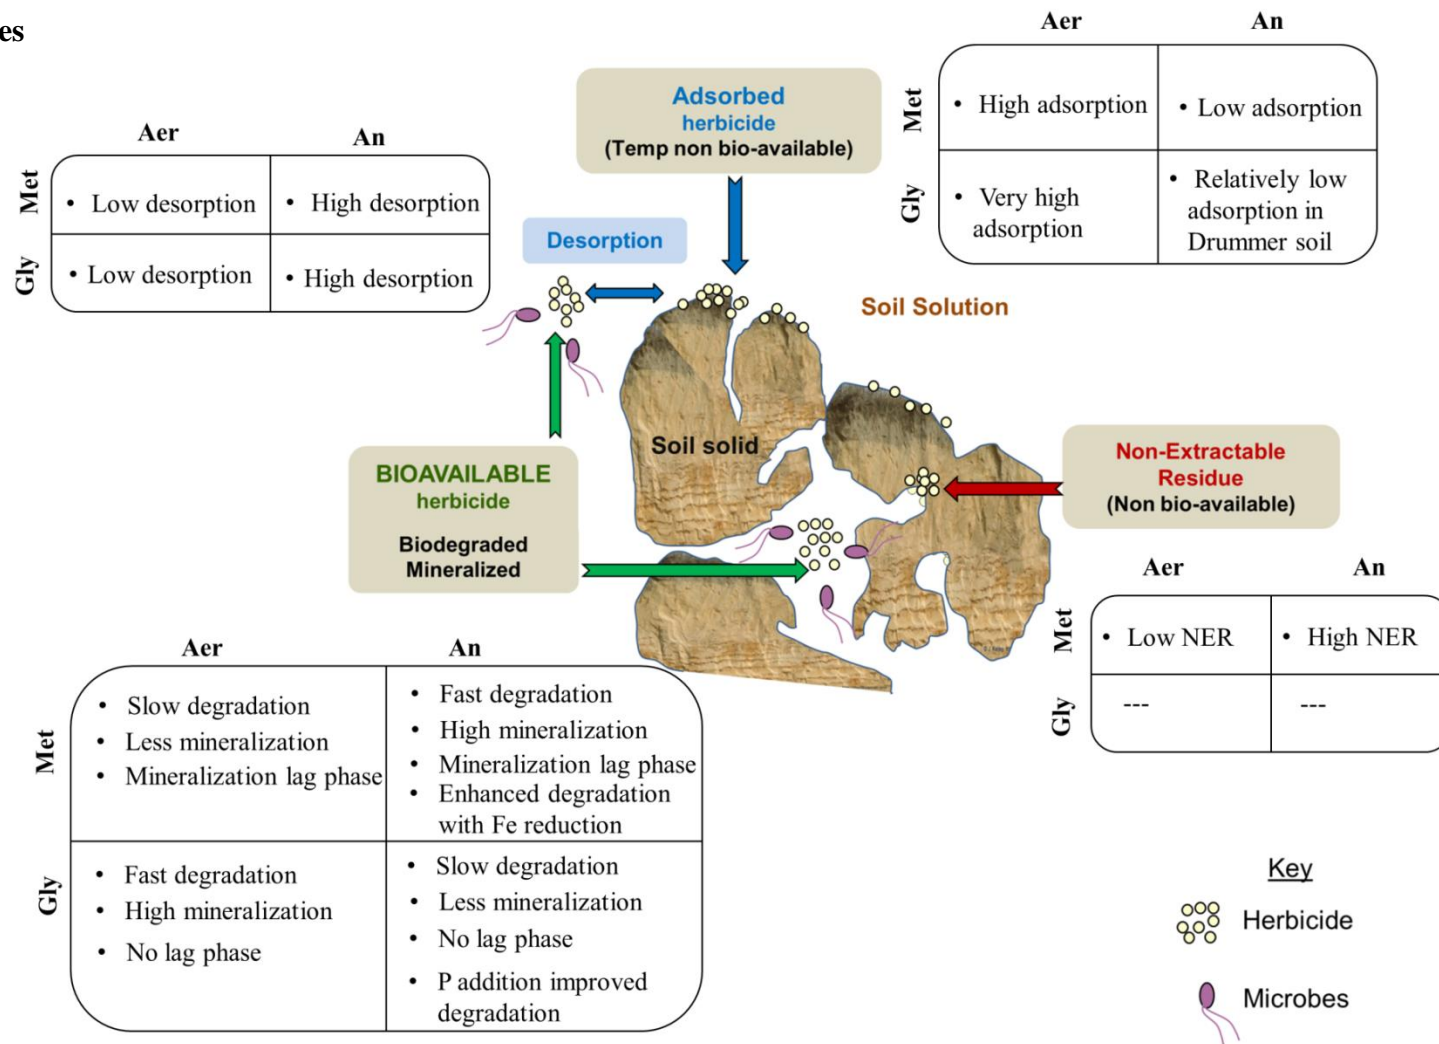 es
Aer An
Met
• High adsorption
• Low adsorption
Gly
• Very high
adsorption
• Relatively low
adsorption in
Drummer soil
Adsorbed
herbicide
(Temp non bio-available)
Aer An
Met
• Low desorption
• High desorption
Gly
• Low desorption
• High desorption
Desorption
Soil Solution
Soil solid
BIOAVAILABLE
herbicide
Biodegraded
Mineralized
Non-Extractable
Residue
(Non bio-available)
Aer An
Met
• Low NER
• High NER
Gly
---
---
Aer An
Met
• Slow degradation
• Less mineralization
• Mineralization lag phase
• Fast degradation
• High mineralization
• Mineralization lag phase
• Enhanced degradation
with Fe reduction
Gly
• Fast degradation
• High mineralization
• No lag phase
• Slow degradation
• Less mineralization
• No lag phase
• P addition improved
degradation
Key
Herbicide
Microbes